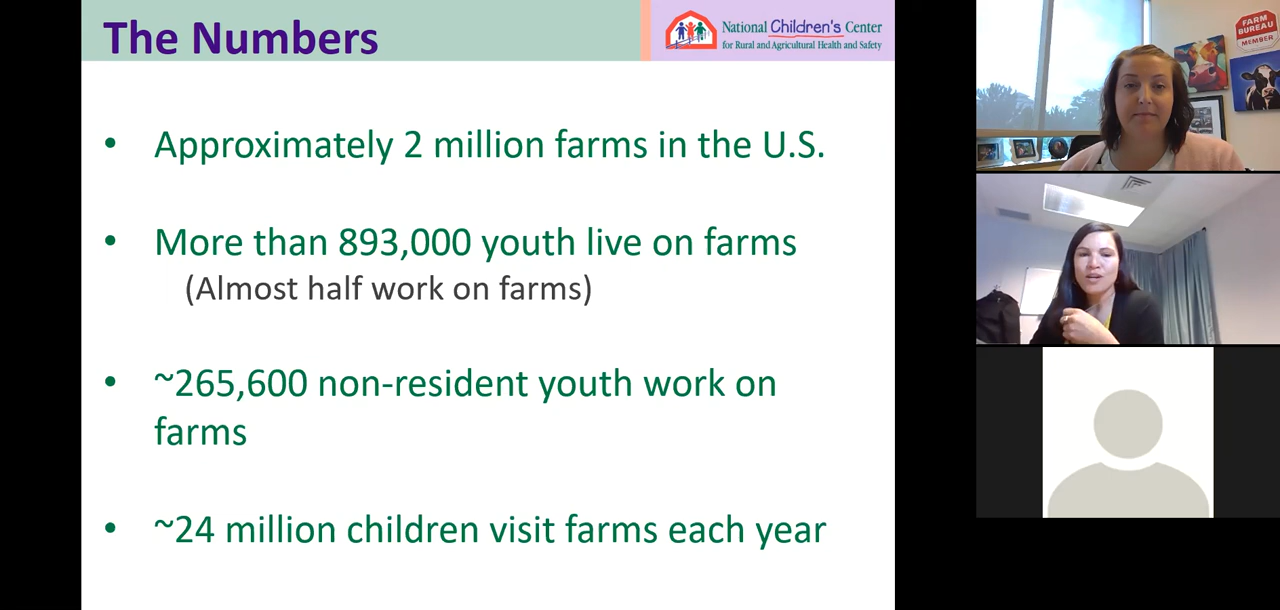 The Numbers
National Children's Center
for Rural and Agricultural Health and Safety
• Approximately 2 million farms in the U.S.
• More than 893,000 youth live on farms
(Almost half work on farms)
• ~265,600 non-resident youth work on
farms
• ~24 million children visit farms each year
FARM
BUREAU
MEMBER